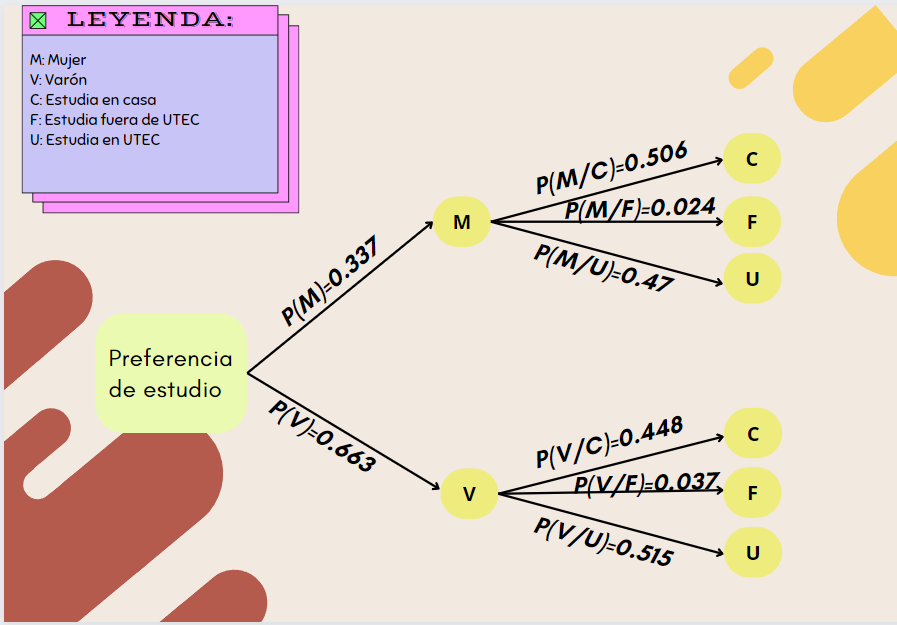 LEYENDA:
M: Mujer
V: Varón
C: Estudia en casa
F: Estudia fuera de UTEC
U: Estudia en UTEC
Preferencia
de estudio
P(M)=0.337
M
P(M/C)=0.506
C
P(M/F)=0.024
F
P(M/U)=0.47
U
P(V)=0.663
V
P(V/C)=0.448
C
P(V/F)=0.037
F
P(V/U)=0.515
U